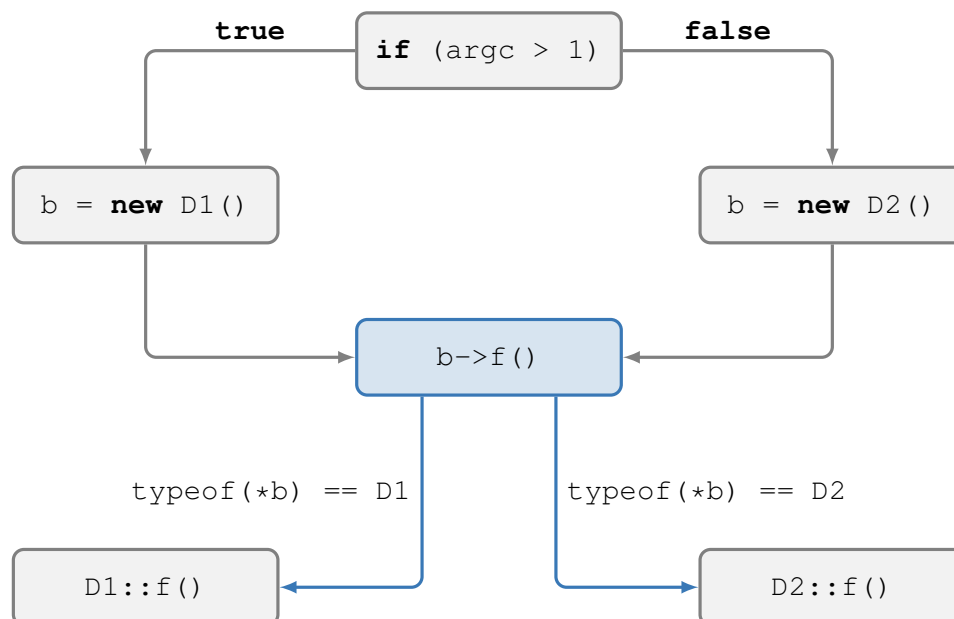 true
if (argc > 1)
false
b = new D1()
b = new D2()
b->f()
typeof(*b) == D1
typeof(*b) == D2
D1::f()
D2::f()